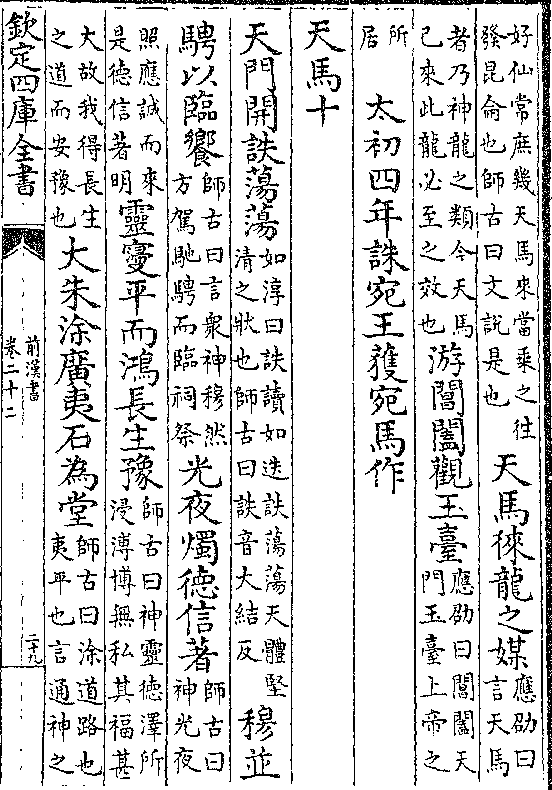 好仙常庶幾天馬來當乗之往
發昆侖也師古曰文說是也
天馬徠龍之媒
應劭曰
言天馬
者乃神龍之類今天馬
已來此龍必至之效也
游閶闔觀玉臺
應劭曰閶闔天
門玉臺上帝之
所
居
太初四年誅宛王獲宛馬作
天馬十
天門開詄蕩蕩
如淳曰詄讀如迭詄蕩蕩天體堅
清之狀也師古曰詄音大結反
穆並
騁以臨饗
師古曰言衆神穆然
方駕馳騁而臨祠祭
光夜燭德信著
師古曰
神光夜
照應誠而來
是德信著明
靈寖平而鴻長生豫
師古曰神靈德澤所
浸溥博無私其福甚
大故我得長生
之道而安豫也
大朱涂廣夷石為堂
師古曰涂道路也
夷平也言通神之
欽定四庫全書
前漢書
卷二十二
二十九